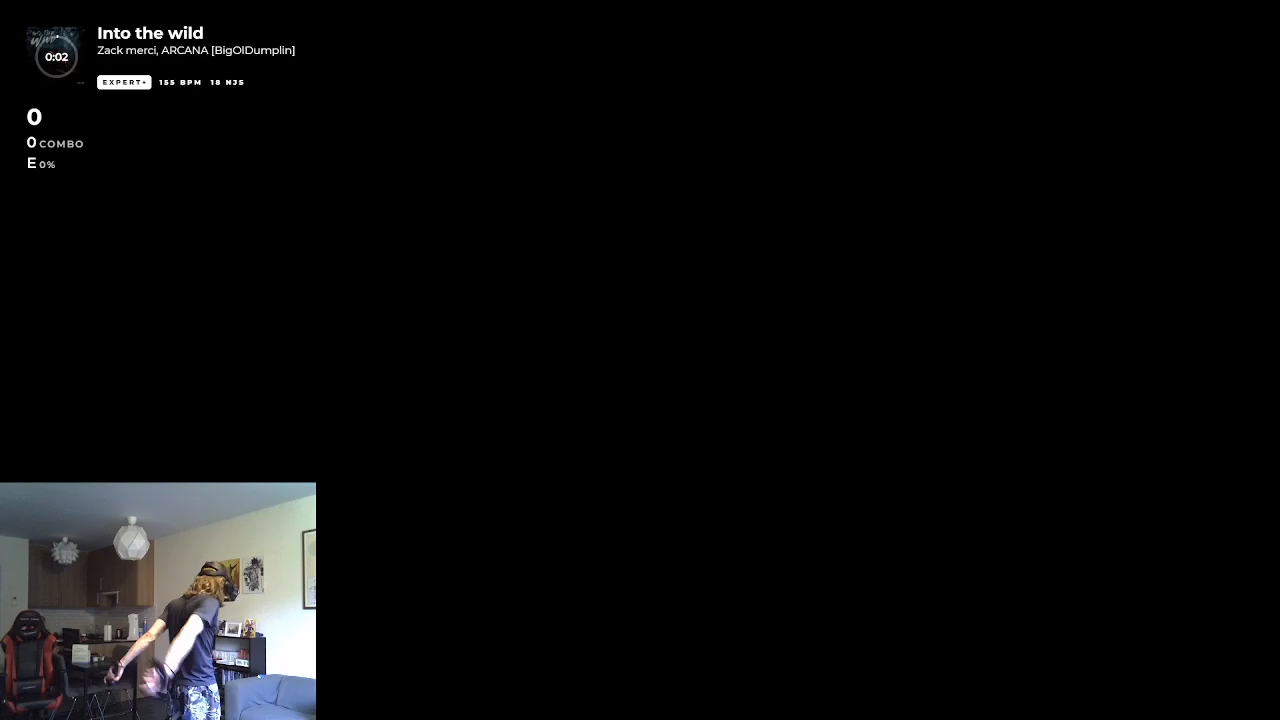 Into the wild
Zack merci, ARCANA [BigOlDumplin]
0:02
EXPERT+ 155 BPM 18 NJS
0
0 COMBO
E 0%